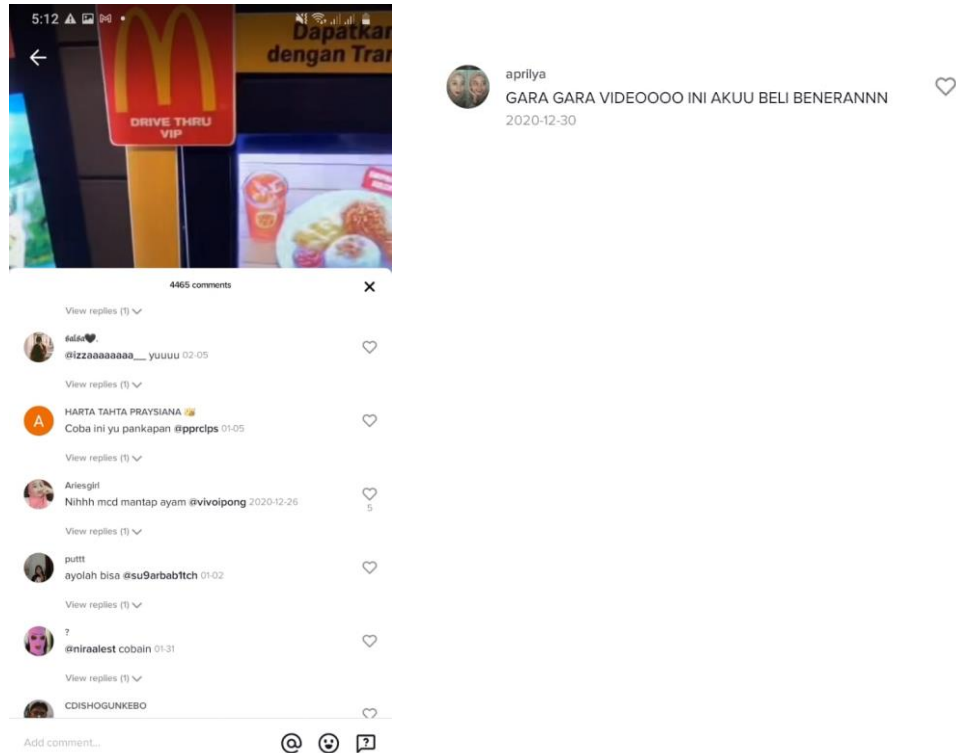 5:12
Dapatkan
dengan Tran
DRIVE THRU
VIP
4465 comments
View replies (1)
salsa🖤.
@izzaaaaaaaa__ yuuuu 02-05
View replies (1)
A
HARTA TAHTA PRAYSIANA
Coba ini yu pankapan @pprclps 01-05
View replies (1)
Ariesgirl
Nihhh mcd mantap ayam @vivoipong 2020-12-26
5
View replies (1)
puttt
ayolah bisa @su9arbab1tch 01-02
View replies (1)
?
@niraalest cobain 01-31
View replies (1)
CDISHOGUNKEBO
Add comment...
aprilya
GARA GARA VIDEOOOO INI AKUU BELI BENERANNN
2020-12-30